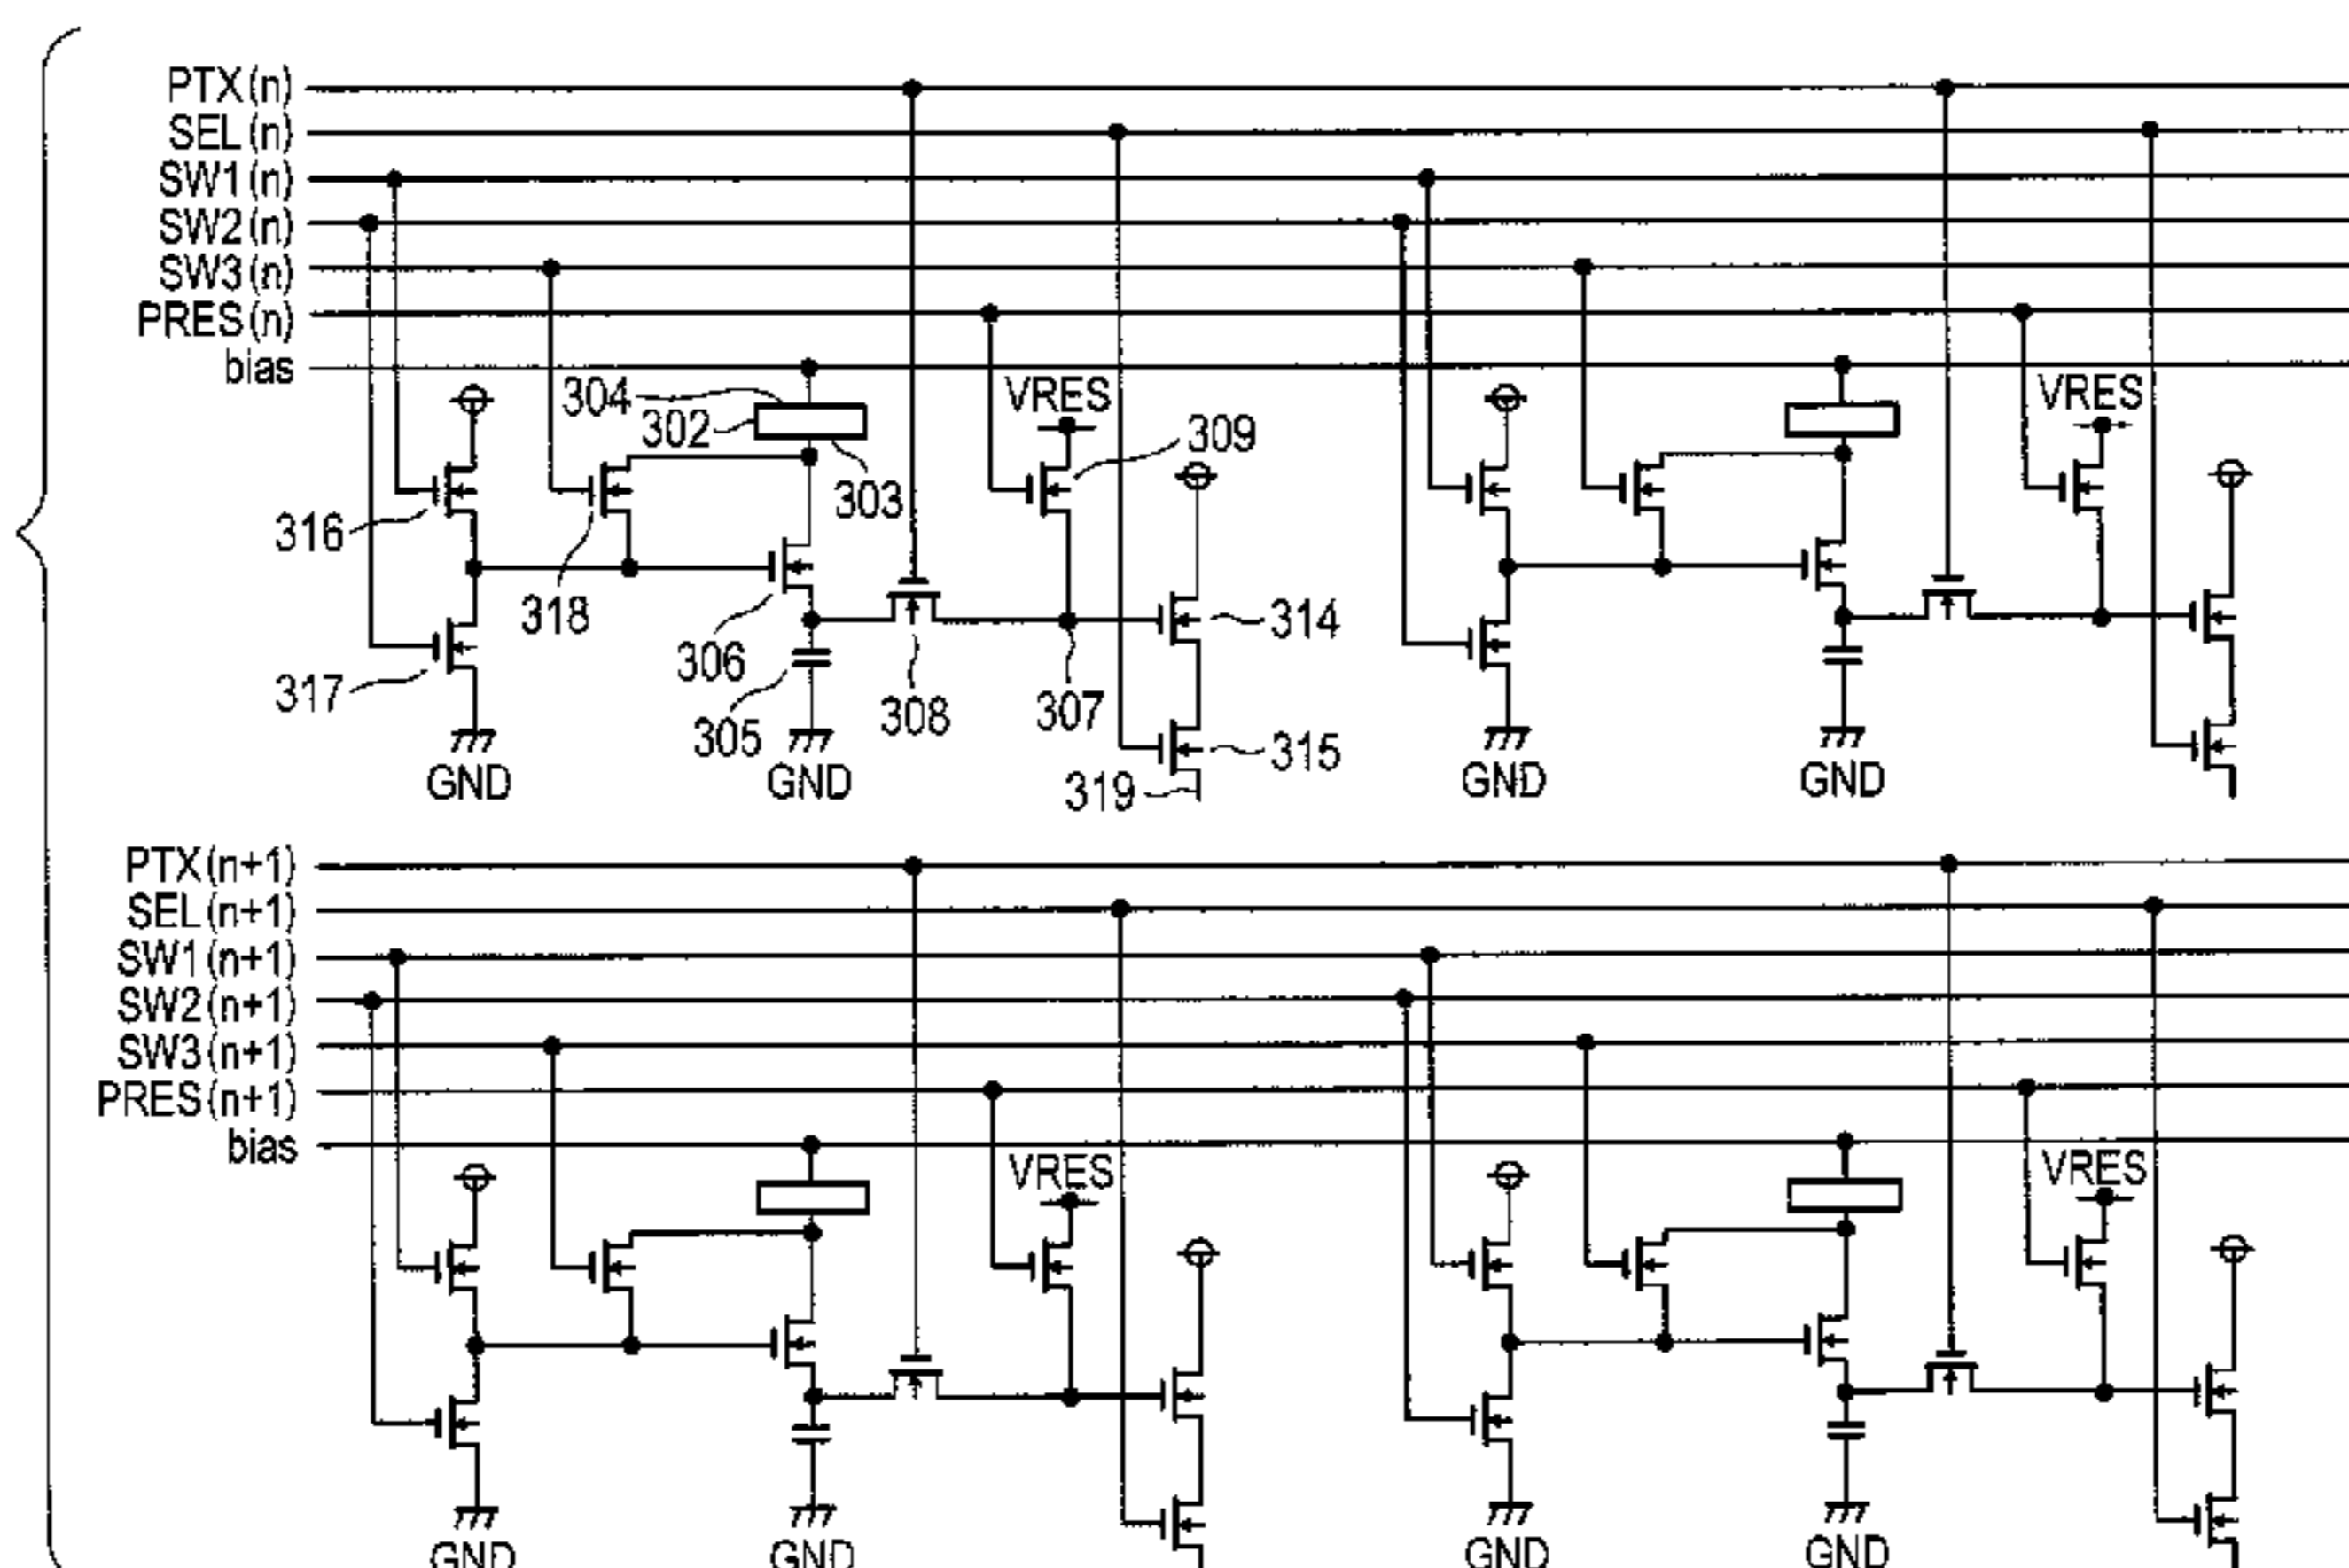 PTX(n)
SEL(n)
SW1(n)
SW2(n)
SW3(n)
PRES(n)
bias
304
302
303
VRES
309
VRES
316
318
306
314
317
305
308
307
315
319
GND
GND
GND
GND
PTX(n+1)
SEL(n+1)
SW1(n+1)
SW2(n+1)
SW3(n+1)
PRES(n+1)
bias
VRES
VRES
GND
GND
GND
GND